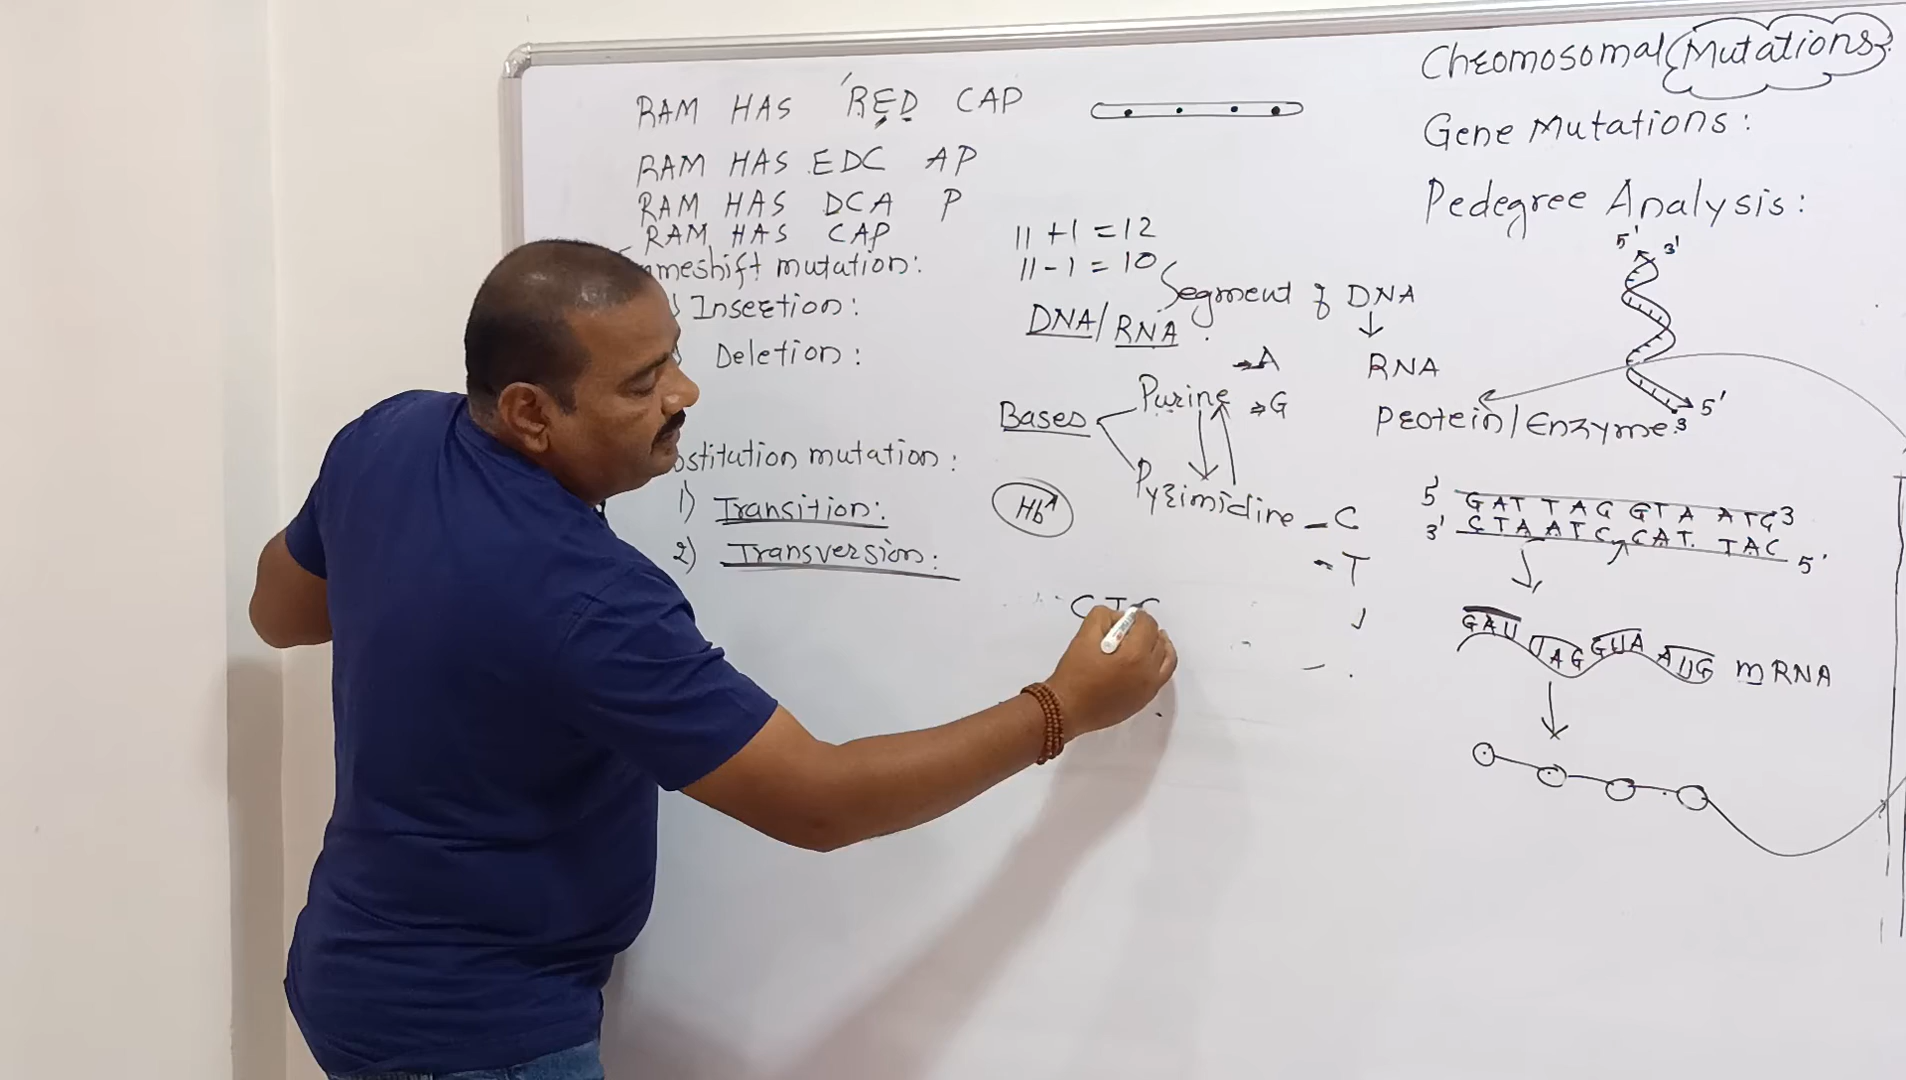 RAM HAS RED CAP
RAM HAS EDC AP
RAM HAS DCA P
RAM HAS CAP
meshift mutation:
Insertion:
Deletion:
stitution mutation:
1) Transition:
2) Transversion:
11 + 1 = 12
11 - 1 = 10
Segment of DNA
DNA/RNA
RNA
Protein/Enzyme
Bases
Purine
A
G
Pyrimidine - C
- T
HbA
C T C
Chromosomal Mutations
Gene Mutations:
Pedegree Analysis:
5' 3'
5'
3
5' GAT TAG GTA ATG 3
3' CTA ATC CAT TAC 5'
GAU UAG GUA AUG mRNA